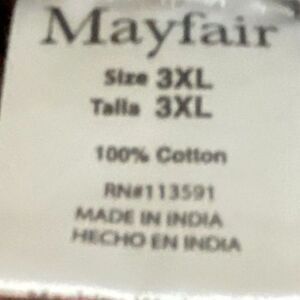 Mayfair
Size 3XL
Talla 3XL
100% Cotton
RN#113591
MADE IN INDIA
HECHO EN INDIA